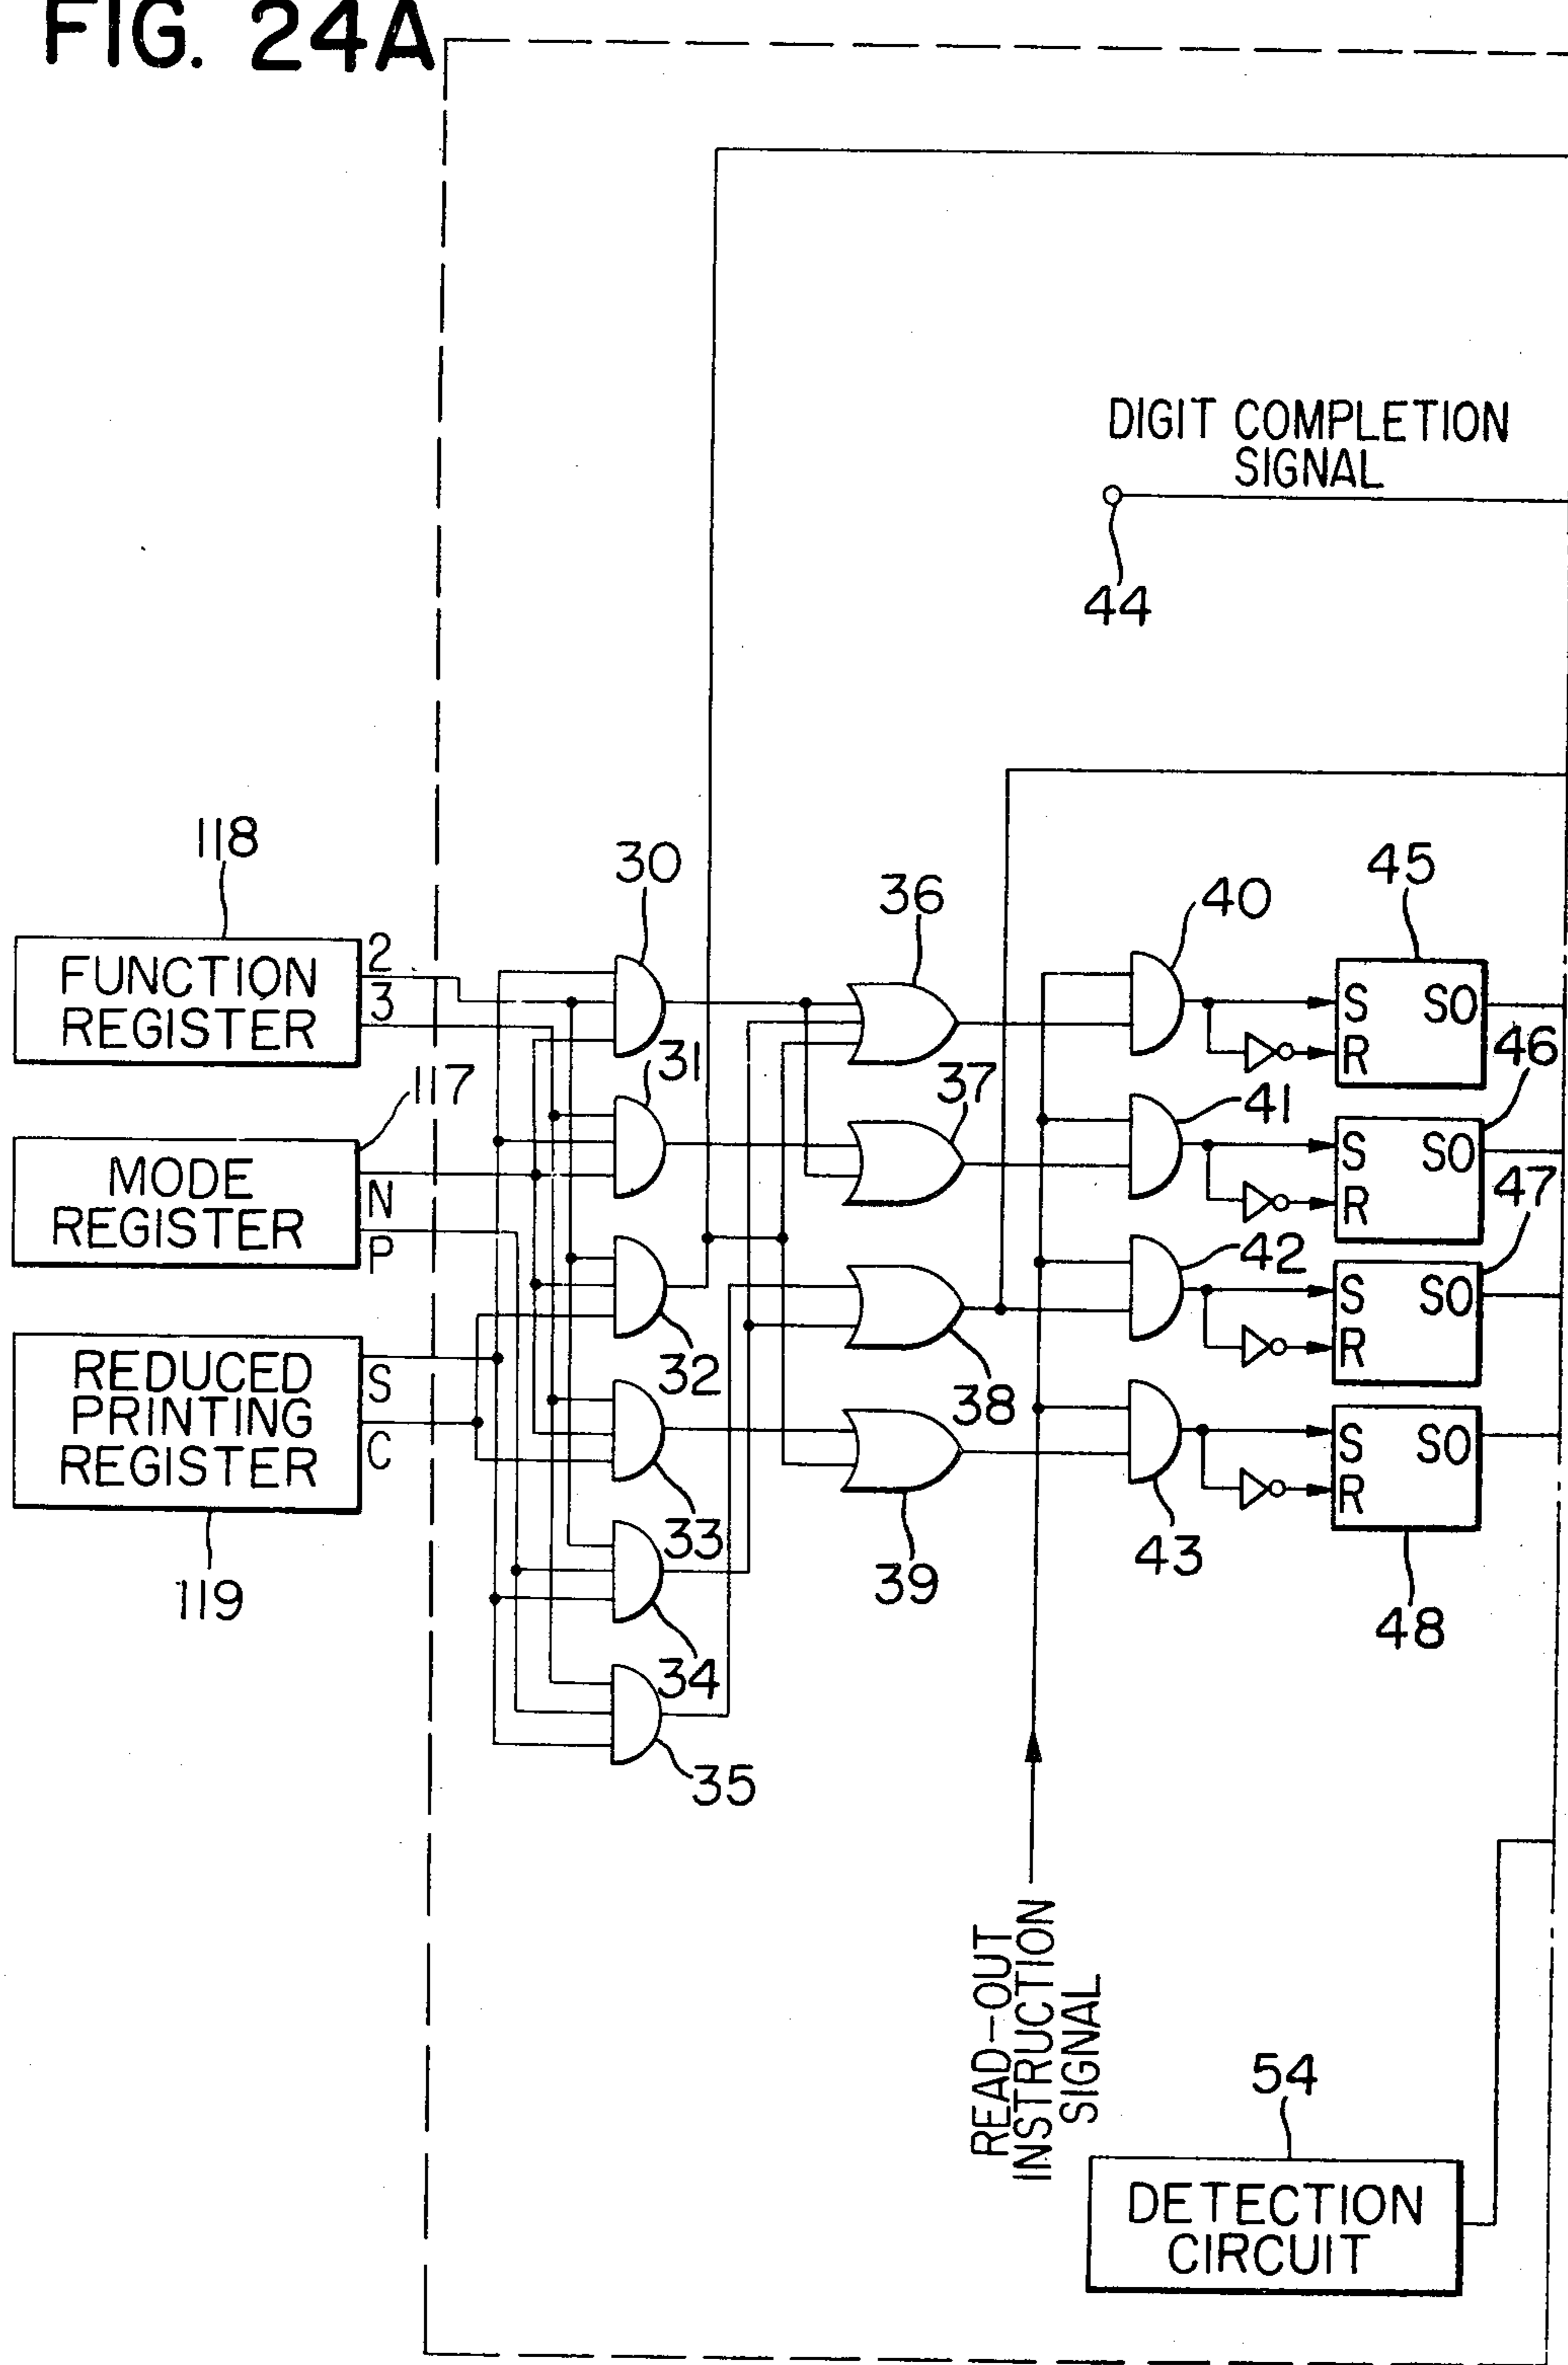 FIG. 24A
DIGIT COMPLETION
SIGNAL
44
118
30
36
40
45
FUNCTION
REGISTER
2
3
S
SO
R
31
46
117
37
41
MODE
REGISTER
N
P
S
SO
R
47
42
REDUCED
PRINTING
REGISTER
S
C
32
38
S
SO
R
33
39
43
S
SO
R
119
48
34
35
READ-OUT
INSTRUCTION
SIGNAL
54
DETECTION
CIRCUIT